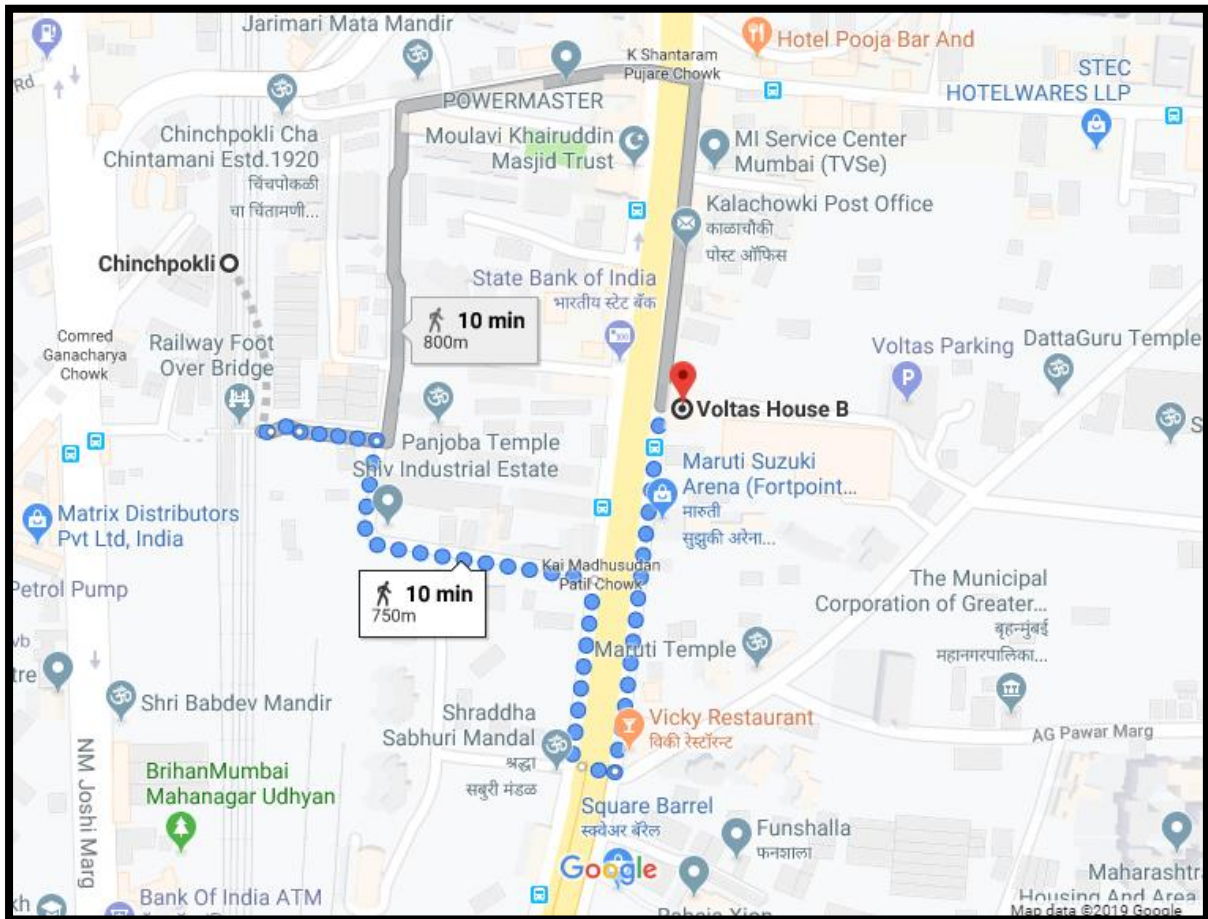 Jarimari Mata Mandir
K Shantaram
Pujare Chowk
Hotel Pooja Bar And
STEC
HOTELWARES LLP
Rd
POWERMASTER
Chinchpokli Cha
Chintamani Estd.1920
चिंचपोकळी
चा चिंतामणी...
Moulavi Khairuddin
Masjid Trust
MI Service Center
Mumbai (TVSe)
Kalachowki Post Office
काळाचौकी
पोस्ट ऑफिस
Chinchpokli
State Bank of India
भारतीय स्टेट बँक
10 min
800m
Comred
Ganacharya
Chowk
Railway Foot
Over Bridge
Voltas Parking
DattaGuru Temple
Voltas House B
S
Panjoba Temple
Shiv Industrial Estate
Maruti Suzuki
Arena (Fortpoint...
मारुती
सुझुकी अरेना...
Matrix Distributors
Pvt Ltd, India
Kai Madhusudan
Patil Chowk
10 min
750m
Petrol Pump
The Municipal
Corporation of Greater...
बृहन्मुंबई
महानगरपालिका...
vb
tre
Maruti Temple
Shri Babdev Mandir
Shraddha
Sabhuri Mandal
श्रद्धा
सबुरी मंडळ
Vicky Restaurant
विकी रेस्टॉरन्ट
AG Pawar Marg
NM Joshi Marg
BrihanMumbai
Mahanagar Udhyan
Square Barrel
स्क्वेअर बॅरेल
Funshalla
फनशाला
Google
Maharashtra
Housing And Area
Bank Of India ATM
kh
Raheja Xion
Map data ©2019 Google